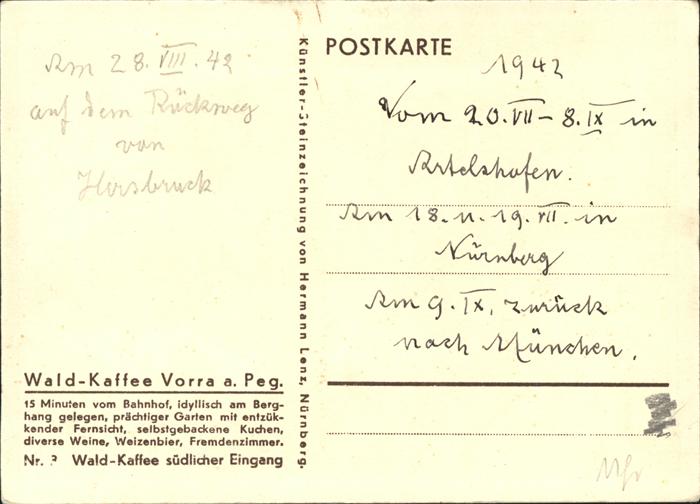 Am 28. VIII. 42
auf dem Rückweg
von
Hersbruck
Wald-Kaffee Vorra a. Peg.
15 Minuten vom Bahnhof, idyllisch am Berg-
hang gelegen, prächtiger Garten mit entzük-
kender Fernsicht, selbstgebackene Kuchen,
diverse Weine, Weizenbier, Fremdenzimmer.
Nr. 3 Wald-Kaffee südlicher Eingang
Künstler-Steinzeichnung von Hermann Lenz, Nürnberg.
POSTKARTE
1942
Vom 20. VII - 8. IX in
Artelshofen.
Am 18. u. 19. VII. in
Nürnberg
Am 9. IX. zurück
nach München.